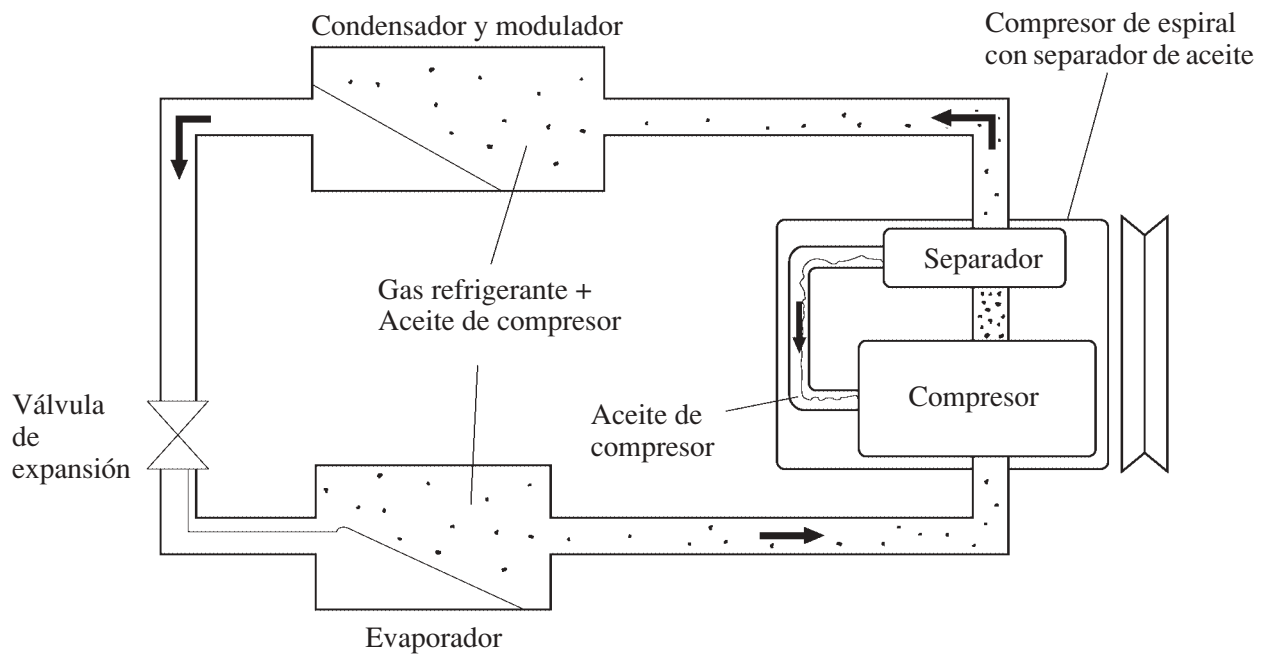 Condensador y modulador
Compresor de espiral
con separador de aceite
Separador
Gas refrigerante +
Aceite de compresor
Compresor
Aceite de
compresor
Válvula
de
expansión
Evaporador